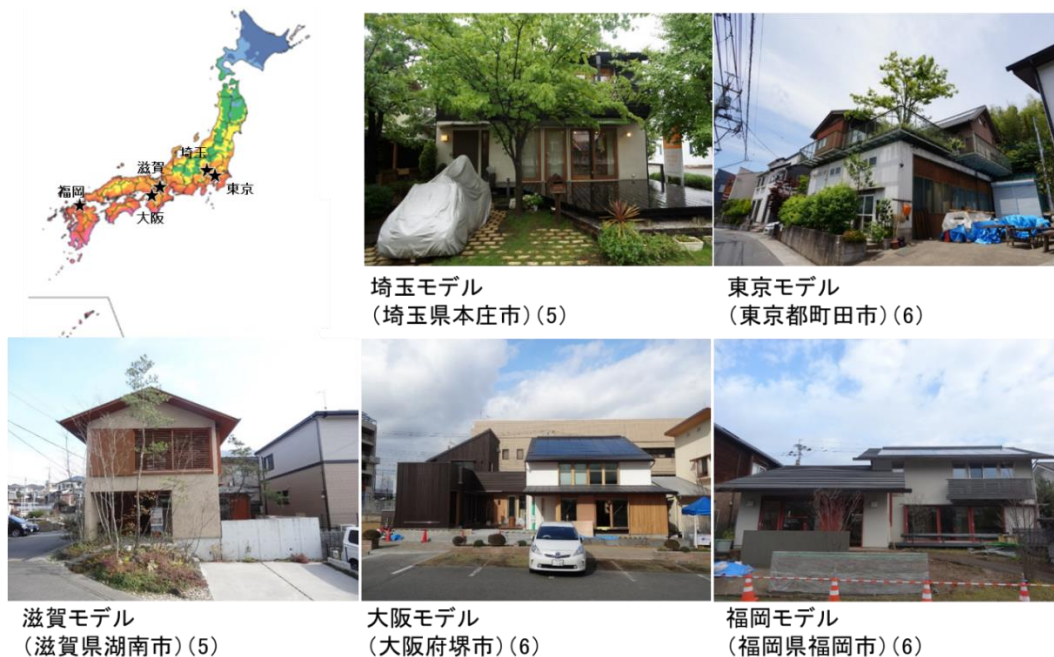 埼玉
滋賀
福岡
東京
大阪
埼玉モデル
(埼玉県本庄市)(5)
東京モデル
(東京都町田市)(6)
滋賀モデル
(滋賀県湖南市)(5)
大阪モデル
(大阪府堺市)(6)
福岡モデル
(福岡県福岡市)(6)